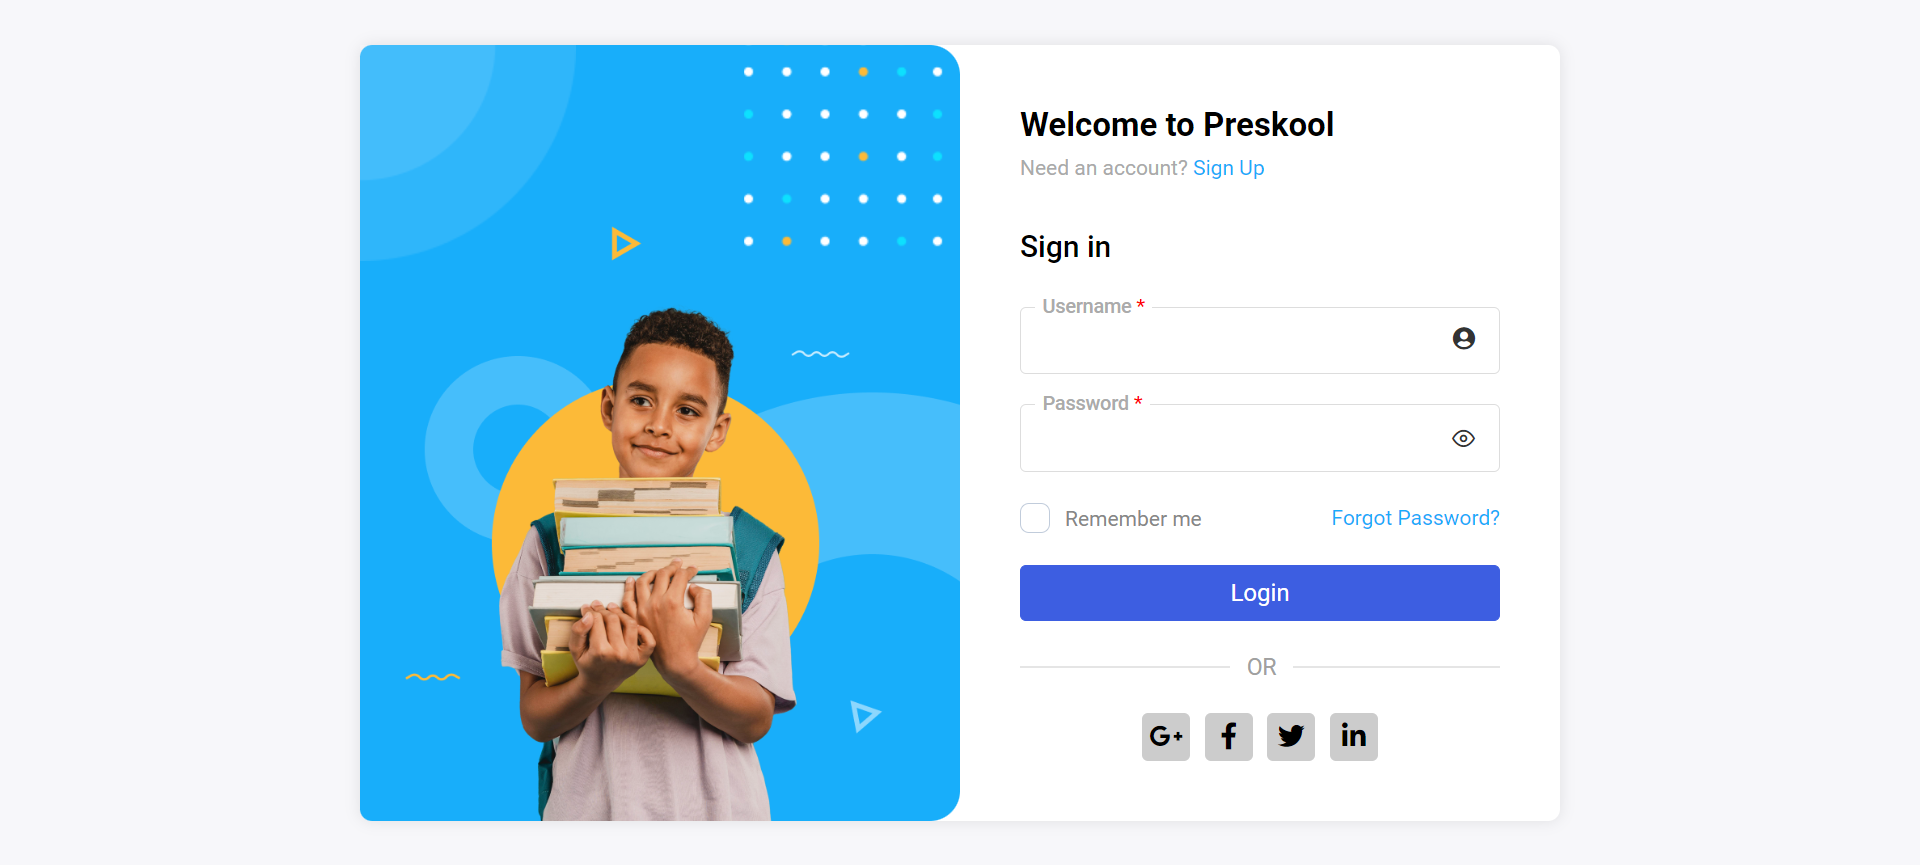 Welcome to Preskool
Need an account? Sign Up
Sign in
Username *
Password *
Remember me
Forgot Password?
Login
OR
G+
f
in